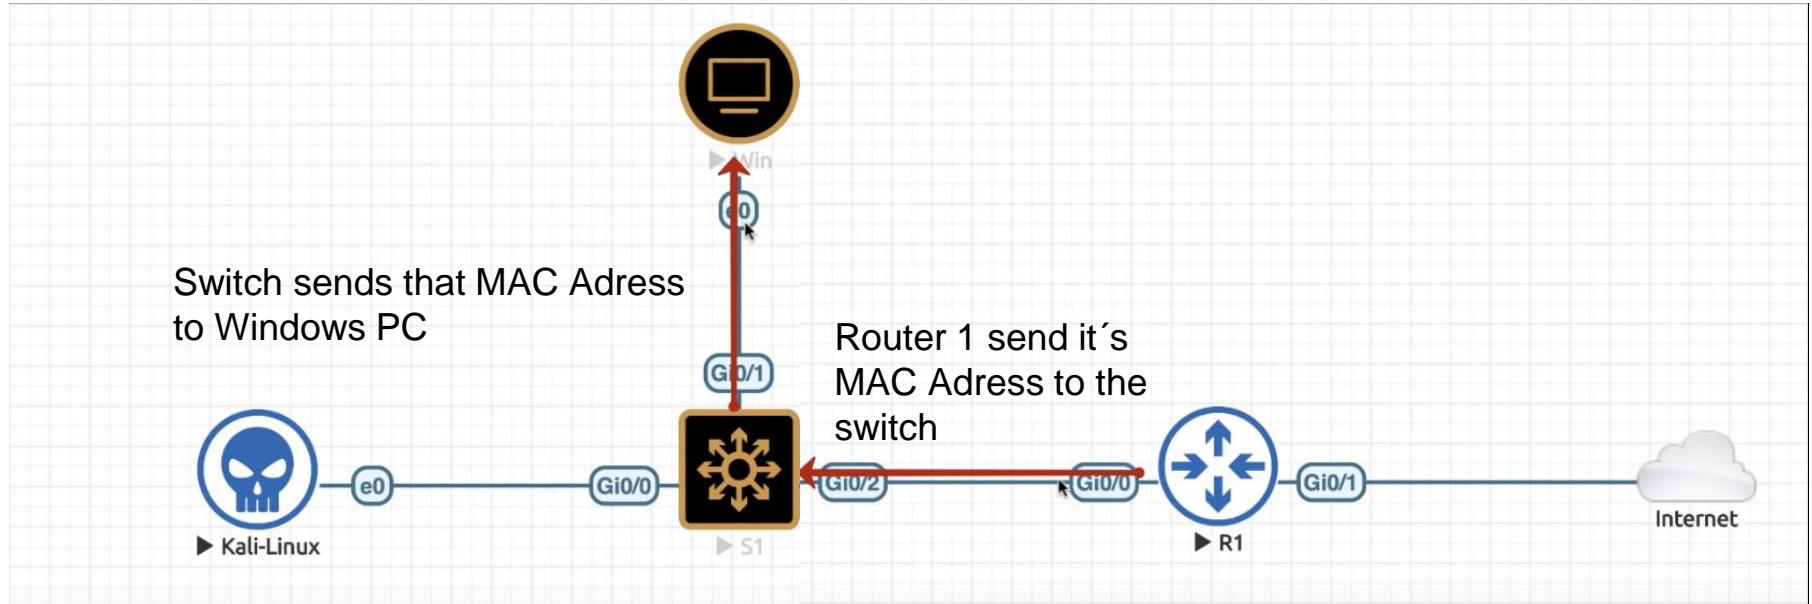 Win
e0
Switch sends that MAC Adress
to Windows PC
Router 1 send it´s
MAC Adress to the
switch
Gi0/1
e0
Gi0/0
Gi0/2
Gi0/0
Gi0/1
Kali-Linux
S1
R1
Internet